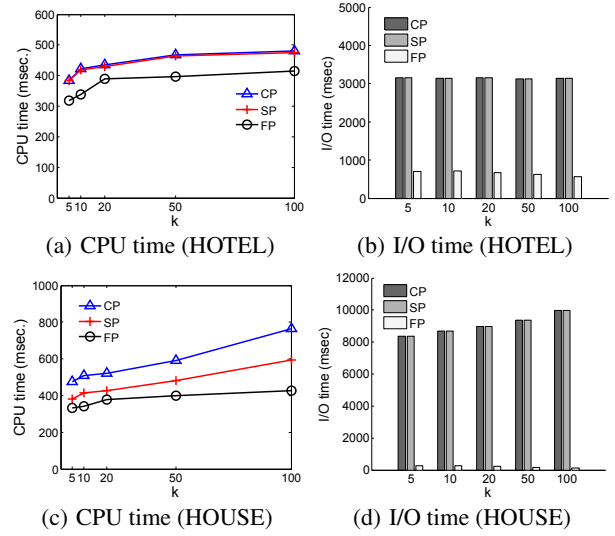 CPU time (msec.)
600
500
400
300
200
100
0
CP
SP
FP
5 10 20 50 100
k
(a) CPU time (HOTEL)
I/O time (msec)
5000
4000
3000
2000
1000
0
CP
SP
FP
5 10 20 50 100
k
(b) I/O time (HOTEL)
CPU time (msec.)
1000
800
600
400
200
0
CP
SP
FP
5 10 20 50 100
k
(c) CPU time (HOUSE)
I/O time (msec)
12000
10000
8000
6000
4000
2000
0
CP
SP
FP
5 10 20 50 100
k
(d) I/O time (HOUSE)